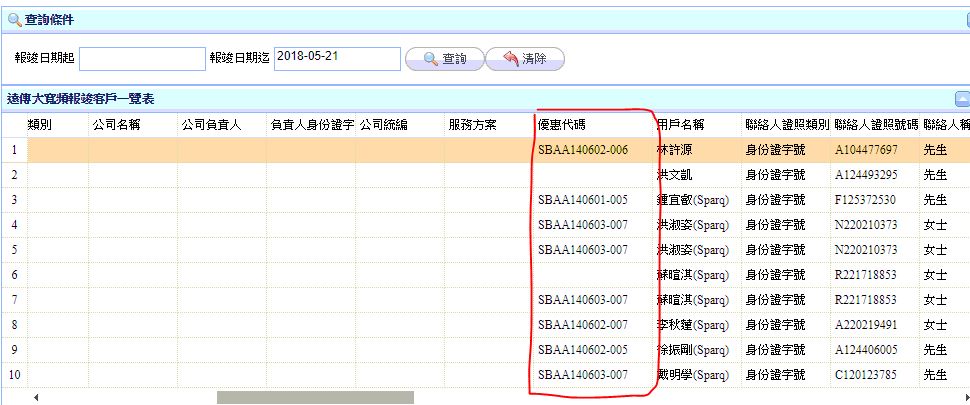 查詢條件
報竣日期起 報竣日期迄 2018-05-21 查詢 清除
遠傳大寬頻報竣客戶一覽表
類別 公司名稱 公司負責人 負責人身份證字 公司統編 服務方案 優惠代碼 用戶名稱 聯絡人證照類別 聯絡人證照號碼 聯絡人稱
1 SBAA140602-006 林許源 身份證字號 A104477697 先生
2 洪文凱 身份證字號 A124493295 先生
3 SBAA140601-005 鍾宜叡(Sparq) 身份證字號 F125372530 先生
4 SBAA140603-007 洪淑姿(Sparq) 身份證字號 N220210373 女士
5 SBAA140603-007 洪淑姿(Sparq) 身份證字號 N220210373 女士
6 蘇暄淇(Sparq) 身份證字號 R221718853 女士
7 SBAA140603-007 蘇暄淇(Sparq) 身份證字號 R221718853 女士
8 SBAA140602-007 李秋蓮(Sparq) 身份證字號 A220219491 女士
9 SBAA140602-005 徐振剛(Sparq) 身份證字號 A124406005 先生
10 SBAA140603-007 戴明學(Sparq) 身份證字號 C120123785 先生